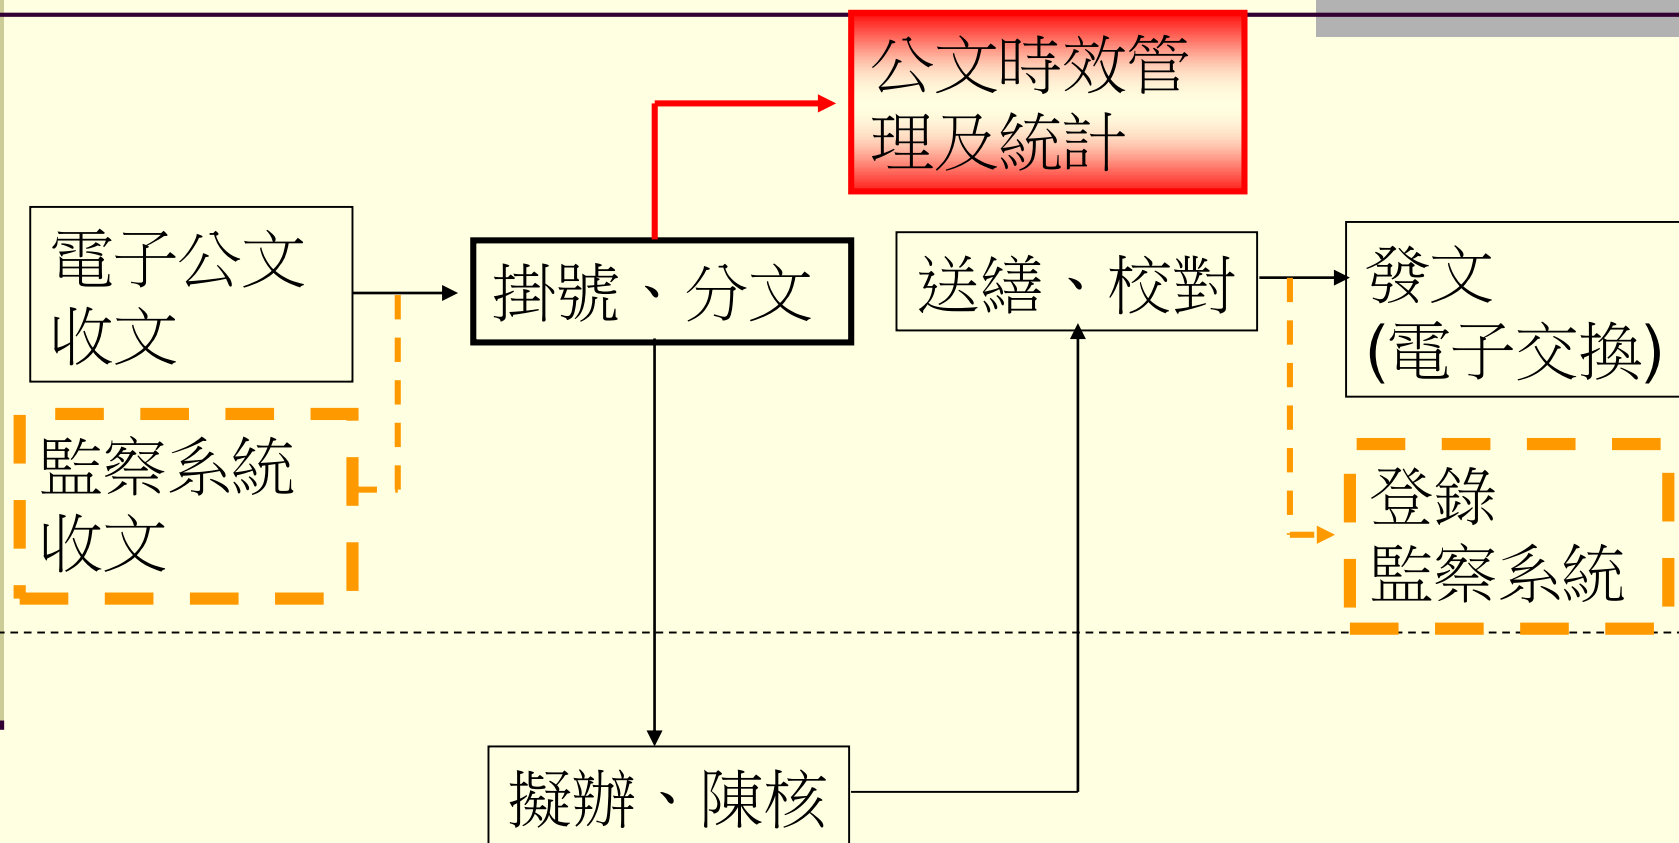 公文時效管
理及統計
電子公文
收文
掛號、分文
送繕、校對
發文
(電子交換)
監察系統
收文
登錄
監察系統
擬辦、陳核